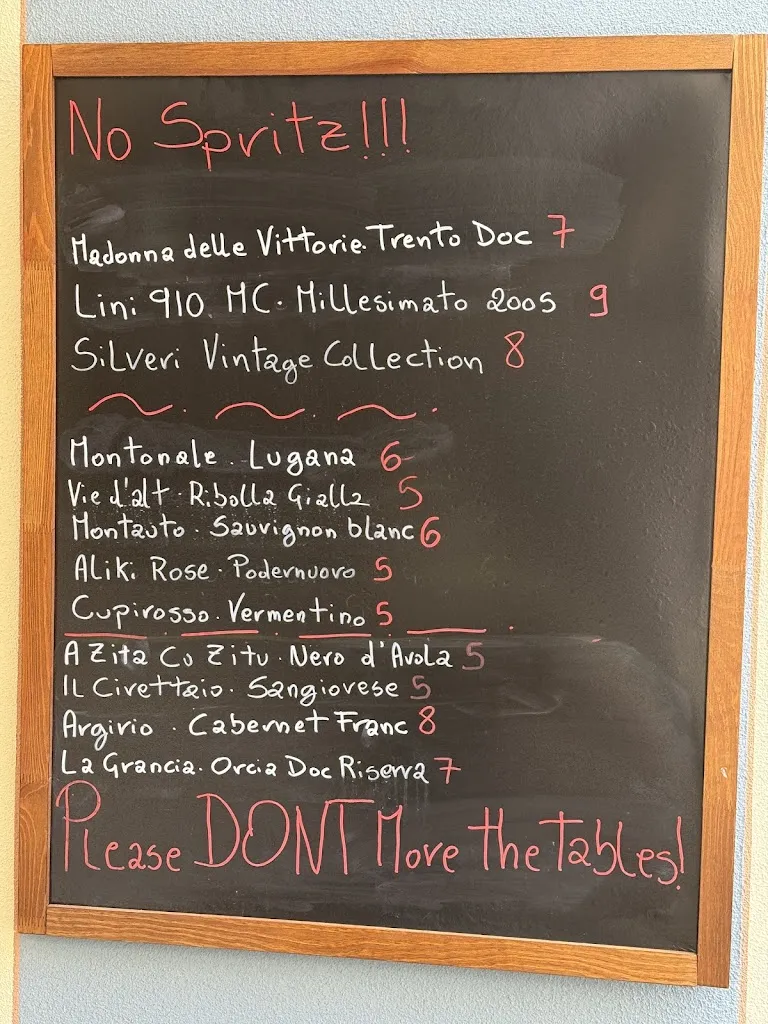 No Spritz!!!
Madonna delle Vittorie. Trento Doc 7
Lini 910 MC. Millesimato 2005 9
Silveri Vintage Collection 8
Montonale. Lugana 6
Vie d'alt. Ribolla Gialla 5
Montauto. Sauvignon blanc 6
Aliki Rose. Podernuovo 5
Cupirosso. Vermentino 5
A Zita Cu Zitu. Nero d'Avola 5
Il Civettaio. Sangiovese 5
Argirio. Cabernet Franc 8
La Grancia. Orcia Doc Riserva 7
Please DONT Move the tables!